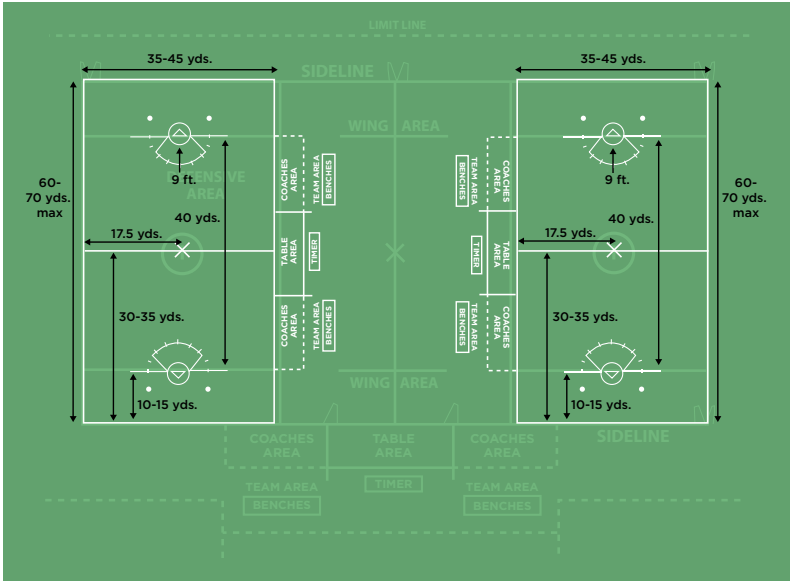 LIMIT LINE
35-45 yds.
35-45 yds.
SIDELINE
WING AREA
COACHES
AREA
TEAM AREA
BENCHES
BENCHES
TEAM AREA
COACHES
AREA
DEFENSIVE
AREA
9 ft.
9 ft.
60-
70 yds.
max
60-
70 yds.
max
40 yds.
40 yds.
17.5 yds.
17.5 yds.
TABLE
AREA
TIMER
TIMER
TABLE
AREA
30-35 yds.
30-35 yds.
COACHES
AREA
TEAM AREA
BENCHES
BENCHES
TEAM AREA
COACHES
AREA
WING AREA
10-15 yds.
10-15 yds.
SIDELINE
COACHES
AREA
TABLE
AREA
COACHES
AREA
TIMER
TEAM AREA
BENCHES
TEAM AREA
BENCHES